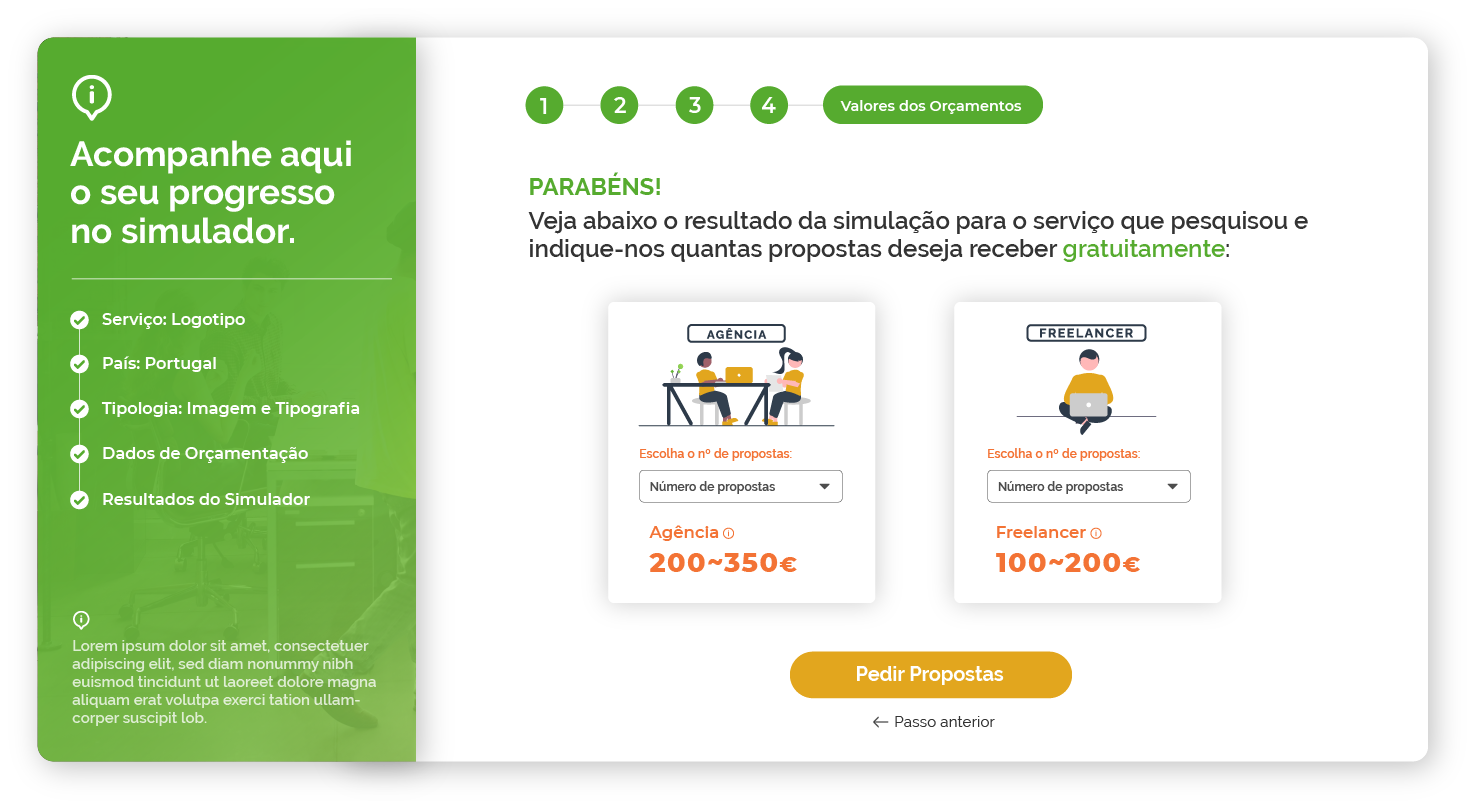 Acompanhe aqui
o seu progresso
no simulador.
Serviço: Logotipo
País: Portugal
Tipologia: Imagem e Tipografia
Dados de Orçamentação
Resultados do Simulador
Lorem ipsum dolor sit amet, consectetuer
adipiscing elit, sed diam nonummy nibh
euismod tincidunt ut laoreet dolore magna
aliquam erat volutpa exerci tation ullam-
corper suscipit lob.
1 2 3 4 Valores dos Orçamentos
PARABÉNS!
Veja abaixo o resultado da simulação para o serviço que pesquisou e
indique-nos quantas propostas deseja receber gratuitamente:
AGÊNCIA
Escolha o nº de propostas:
Número de propostas
Agência
200~350€
FREELANCER
Escolha o nº de propostas:
Número de propostas
Freelancer
100~200€
Pedir Propostas
Passo anterior